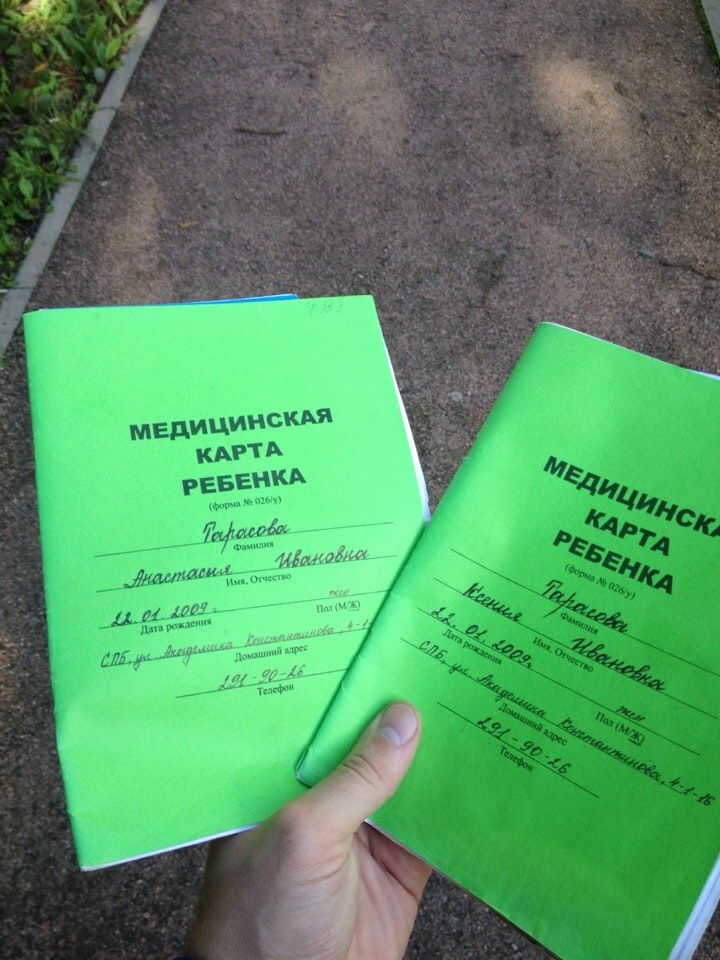 МЕДИЦИНСКАЯ
КАРТА
РЕБЕНКА
(форма № 026/у)
Тарасова
Фамилия
Анастасия Ивановна
Имя, Отчество
22.01.2009г. жен
Дата рождения Пол (М/Ж)
СПБ, ул. Академика Константинова, 4-1-
Домашний адрес
291-90-26
Телефон
МЕДИЦИНСКА
КАРТА
РЕБЕНКА
(форма № 026/у)
Тарасова
Фамилия
Ксения Ивановна
Имя, Отчество
22.01.2009г. жен
Дата рождения Пол (М/Ж)
СПБ, ул. Академика Константинова, 4-1-26
Домашний адрес
291-90-26
Телефон